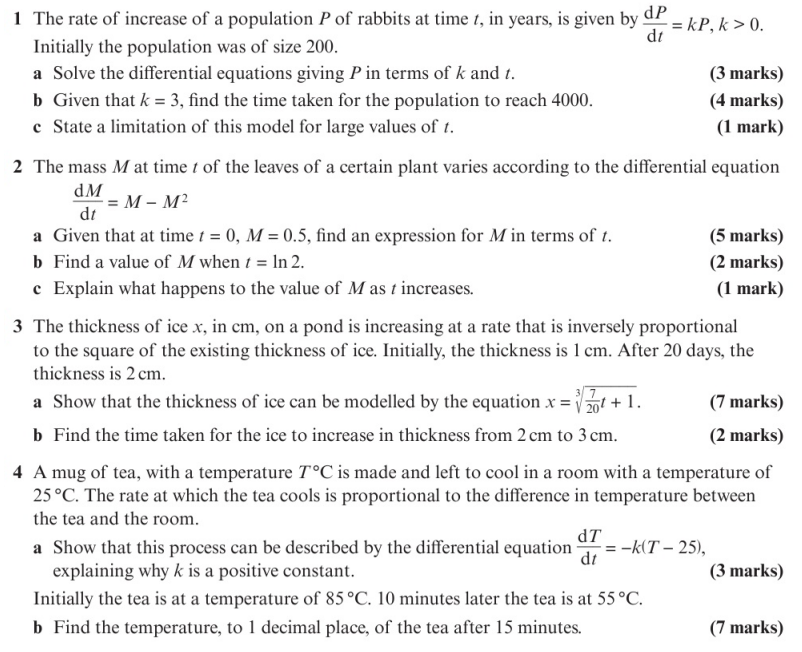 1 The rate of increase of a population P of rabbits at time t, in years, is given by dP/dt = kP, k > 0.
Initially the population was of size 200.
a Solve the differential equations giving P in terms of k and t. (3 marks)
b Given that k = 3, find the time taken for the population to reach 4000. (4 marks)
c State a limitation of this model for large values of t. (1 mark)
2 The mass M at time t of the leaves of a certain plant varies according to the differential equation
dM/dt = M – M²
a Given that at time t = 0, M = 0.5, find an expression for M in terms of t. (5 marks)
b Find a value of M when t = ln 2. (2 marks)
c Explain what happens to the value of M as t increases. (1 mark)
3 The thickness of ice x, in cm, on a pond is increasing at a rate that is inversely proportional
to the square of the existing thickness of ice. Initially, the thickness is 1 cm. After 20 days, the
thickness is 2 cm.
a Show that the thickness of ice can be modelled by the equation x = ∛(7/20 t + 1). (7 marks)
b Find the time taken for the ice to increase in thickness from 2 cm to 3 cm. (2 marks)
4 A mug of tea, with a temperature T °C is made and left to cool in a room with a temperature of
25 °C. The rate at which the tea cools is proportional to the difference in temperature between
the tea and the room.
a Show that this process can be described by the differential equation dT/dt = –k(T – 25),
explaining why k is a positive constant. (3 marks)
Initially the tea is at a temperature of 85 °C. 10 minutes later the tea is at 55 °C.
b Find the temperature, to 1 decimal place, of the tea after 15 minutes. (7 marks)